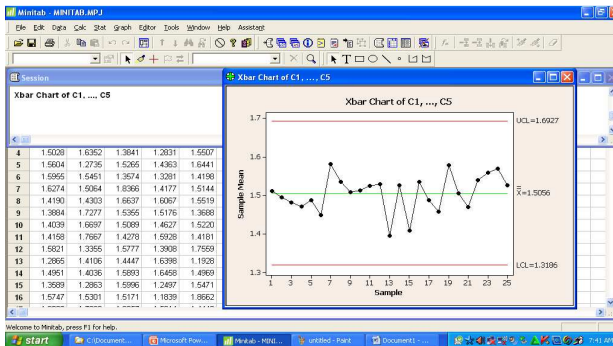 Minitab - MINITAB.MPJ
File Edit Data Calc Stat Graph Editor Tools Window Help Assistant
Session
Xbar Chart of C1, ..., C5
4 1.5028 1.6352 1.3841 1.2831 1.5507
5 1.5604 1.2735 1.5265 1.4363 1.6441
6 1.5955 1.5451 1.3574 1.3281 1.4198
7 1.6274 1.5064 1.8366 1.4177 1.5144
8 1.4190 1.4303 1.6637 1.6067 1.5519
9 1.3884 1.7277 1.5355 1.5176 1.3688
10 1.4039 1.6697 1.5089 1.4627 1.5220
11 1.4158 1.7667 1.4278 1.5928 1.4181
12 1.5821 1.3355 1.5777 1.3908 1.7559
13 1.2865 1.4106 1.4447 1.6398 1.1928
14 1.4951 1.4036 1.5893 1.6458 1.4969
15 1.3589 1.2863 1.5996 1.2497 1.5471
16 1.5747 1.5301 1.5171 1.1839 1.8662
Xbar Chart of C1, ..., C5
Xbar Chart of C1, ..., C5
1.7
1.6
1.5
1.4
1.3
Sample Mean
UCL=1.6927
X=1.5056
LCL=1.3186
1 3 5 7 9 11 13 15 17 19 21 23 25
Sample
Welcome to Minitab, press F1 for help.
start C:\Document... Microsoft Pow... Minitab - MINI... untitled - Paint Document1 - ... 7:41 AM